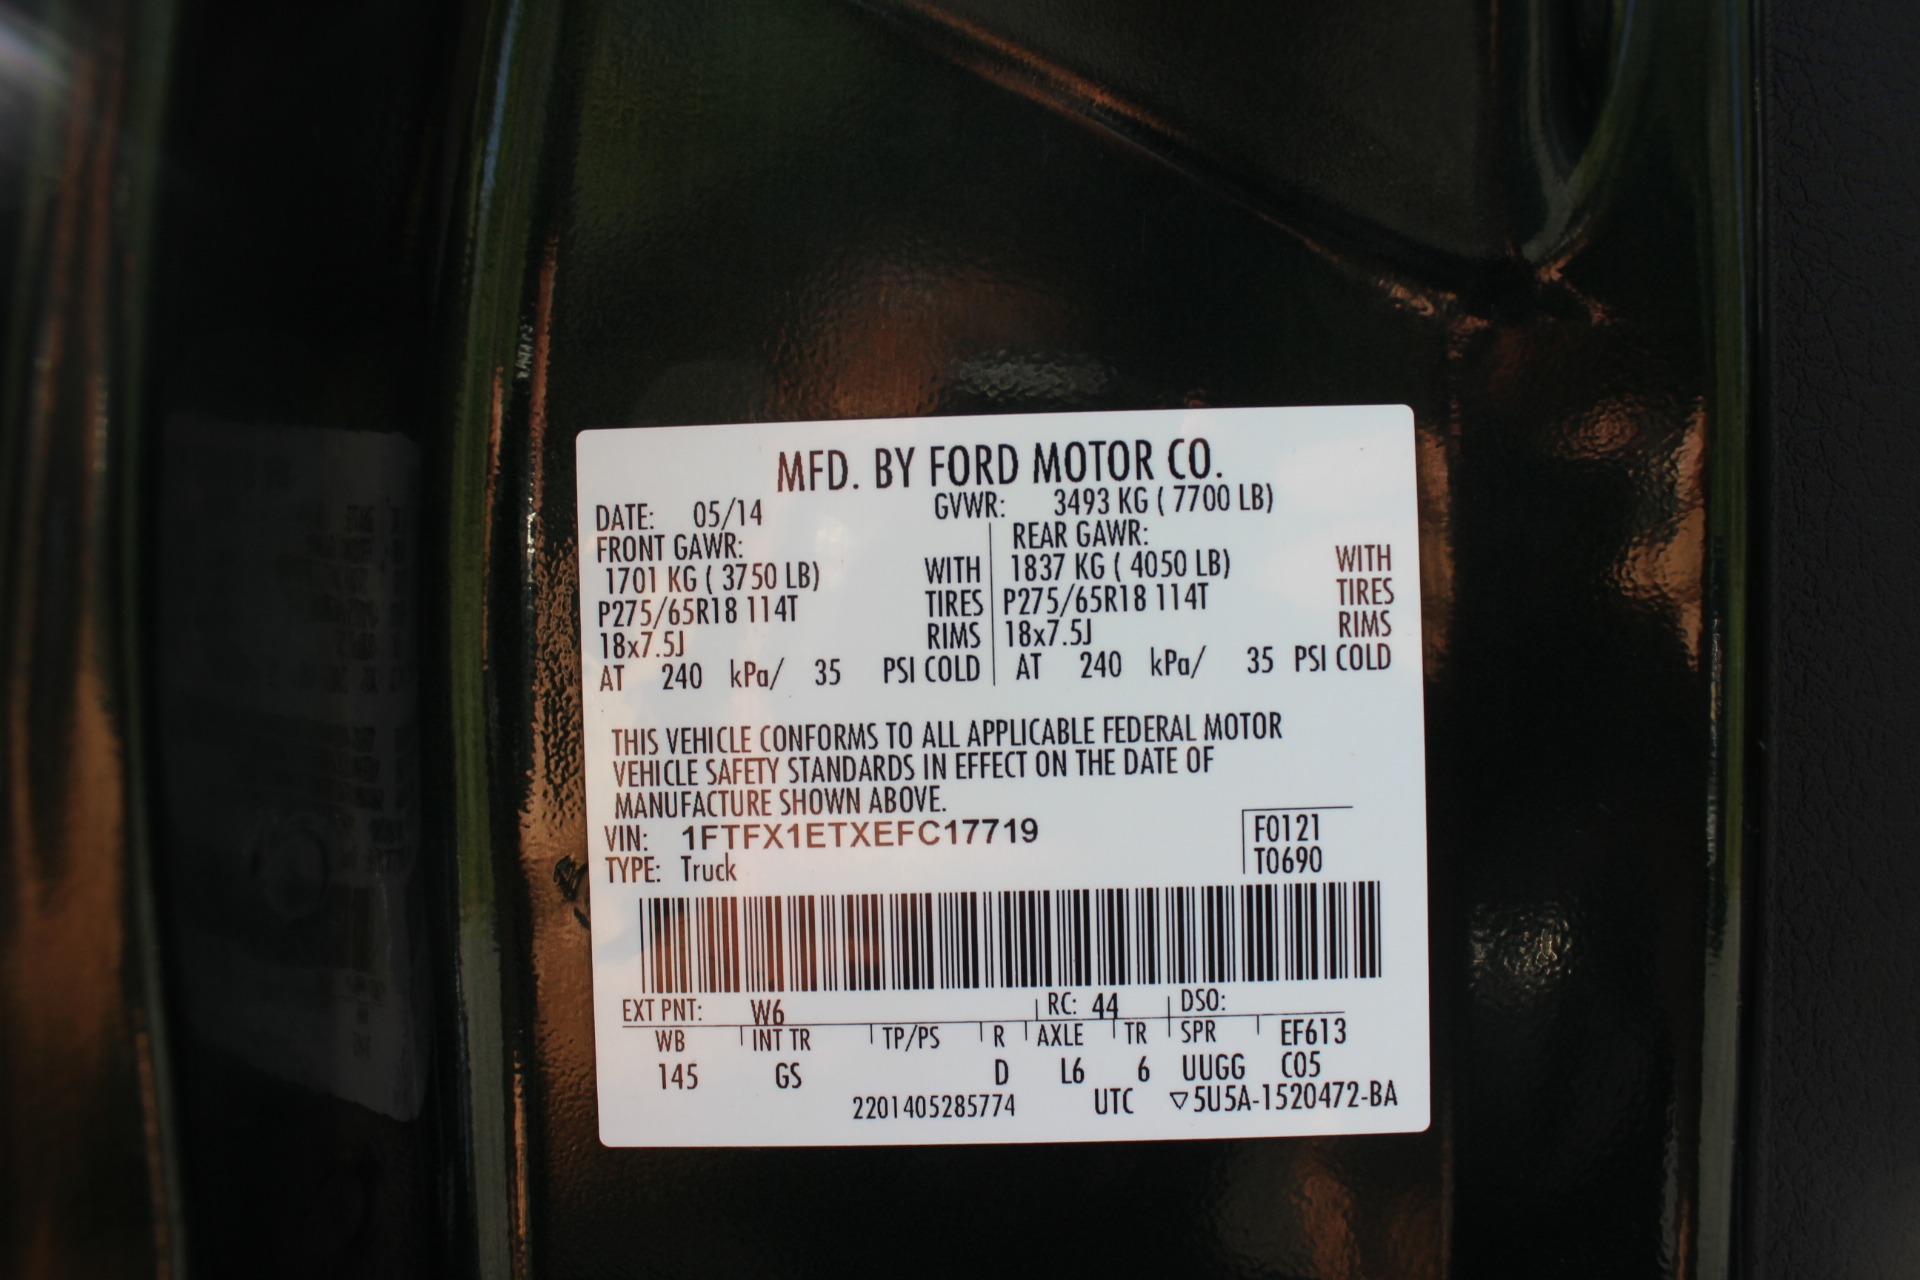 MFD. BY FORD MOTOR CO.
DATE: 05/14 GVWR: 3493 KG ( 7700 LB)
FRONT GAWR: REAR GAWR:
1701 KG ( 3750 LB) WITH 1837 KG ( 4050 LB) WITH
P275/65R18 114T TIRES P275/65R18 114T TIRES
18x7.5J RIMS 18x7.5J RIMS
AT 240 kPa/ 35 PSI COLD AT 240 kPa/ 35 PSI COLD
THIS VEHICLE CONFORMS TO ALL APPLICABLE FEDERAL MOTOR
VEHICLE SAFETY STANDARDS IN EFFECT ON THE DATE OF
MANUFACTURE SHOWN ABOVE.
VIN: 1FTFX1ETXEFC17719 F0121
TYPE: Truck T0690
EXT PNT: W6 RC: 44 DSO:
WB INT TR TP/PS R AXLE TR SPR EF613
145 GS D L6 6 UUGG C05
2201405285774 UTC ▽5U5A-1520472-BA